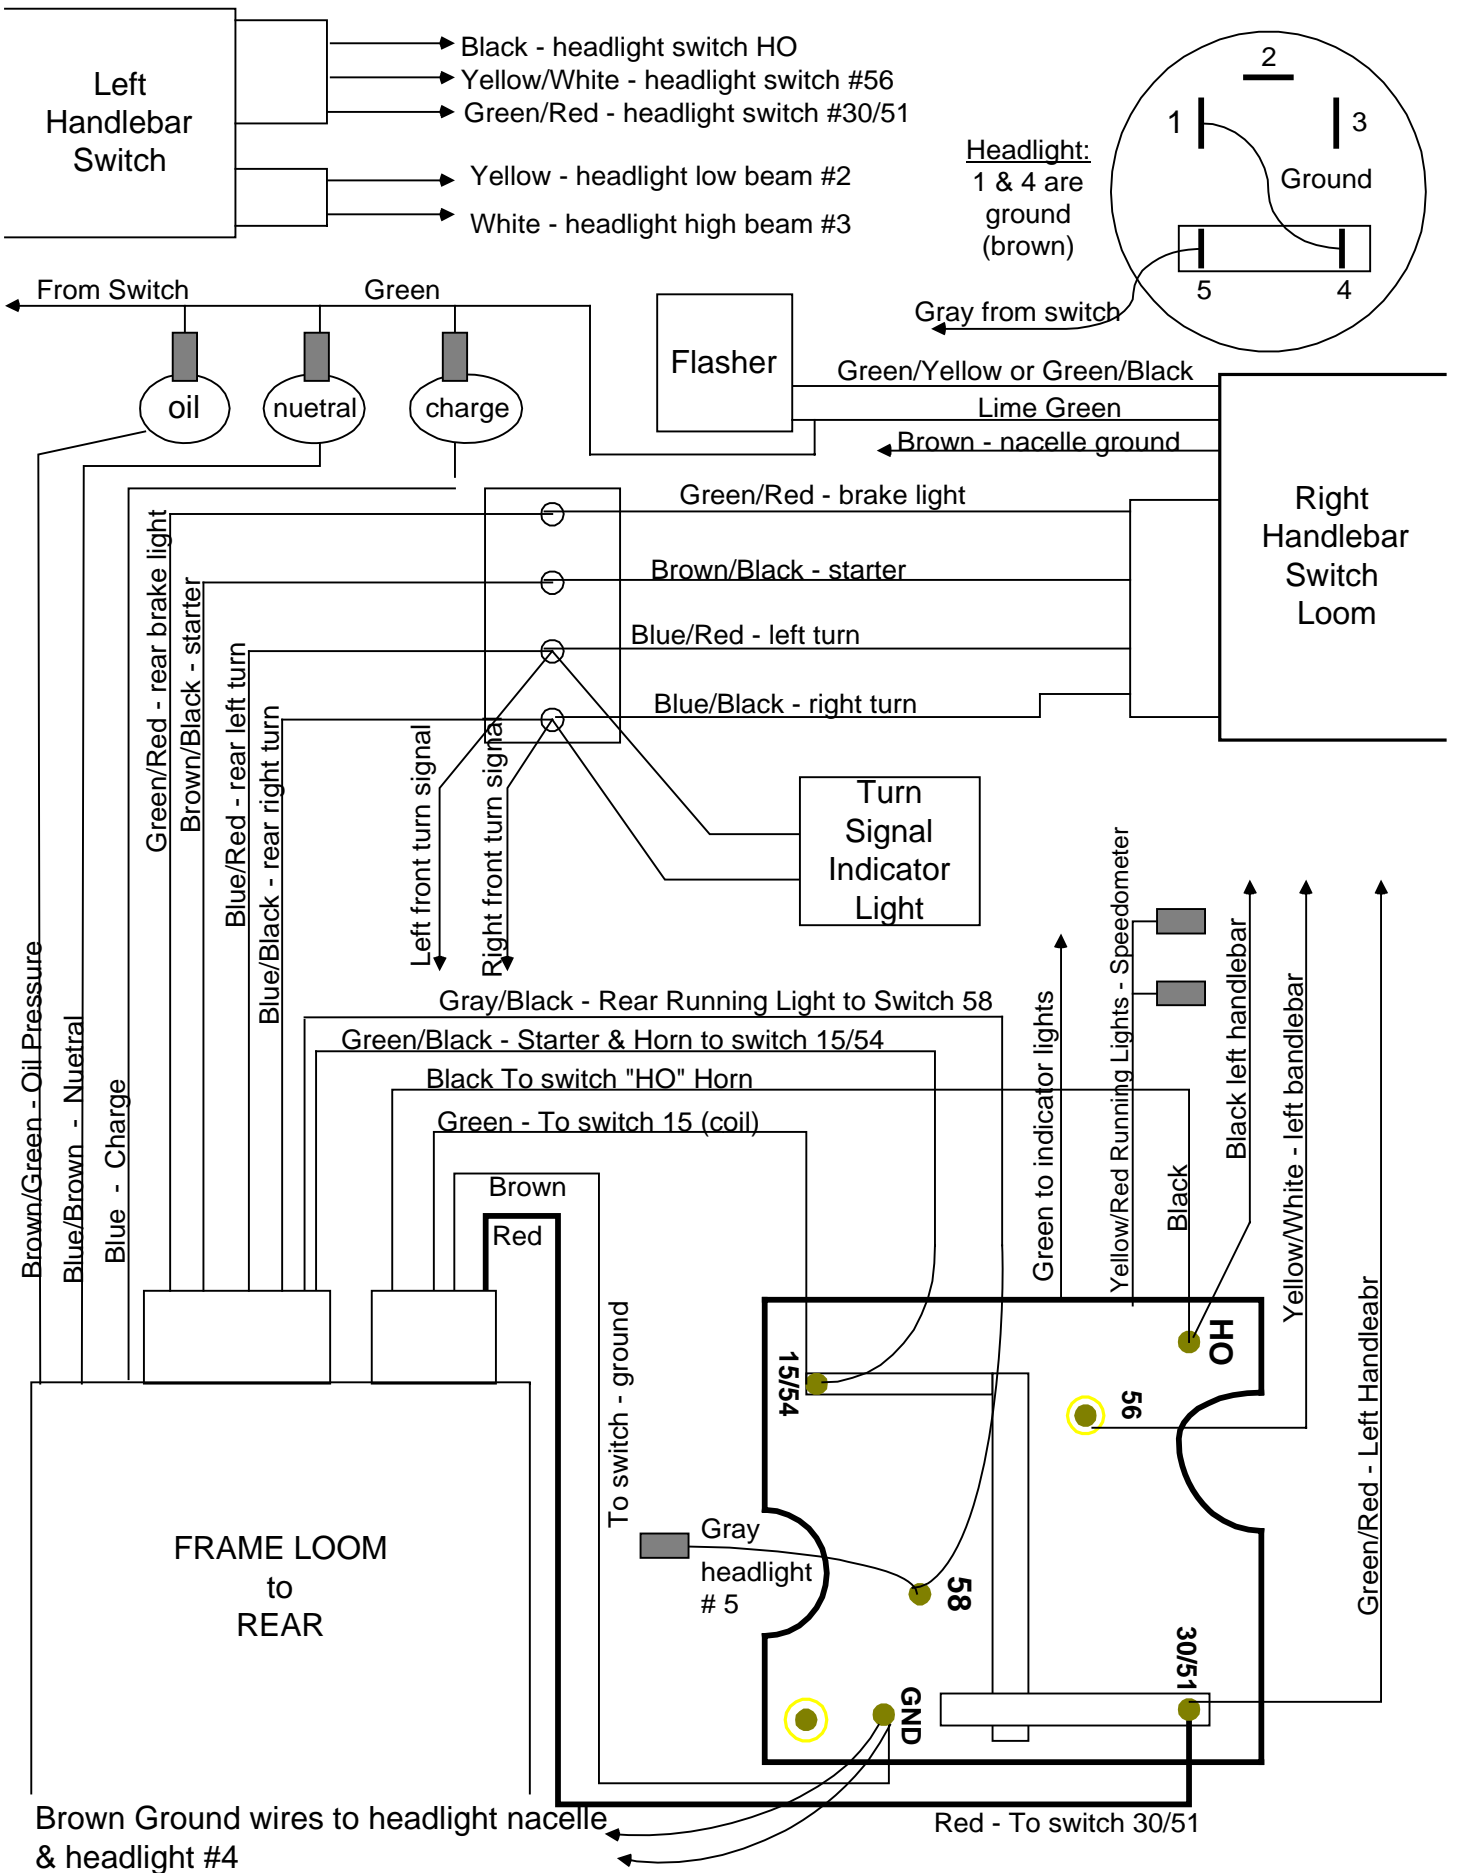 Left
Handlebar
Switch
Black - headlight switch HO
Yellow/White - headlight switch #56
Green/Red - headlight switch #30/51
Yellow - headlight low beam #2
White - headlight high beam #3
Headlight:
1 & 4 are
ground
(brown)
2
1
3
Ground
5
4
Gray from switch
From Switch
Green
oil
nuetral
charge
Flasher
Green/Yellow or Green/Black
Lime Green
Brown - nacelle ground
Right
Handlebar
Switch
Loom
Green/Red - brake light
Brown/Black - starter
Blue/Red - left turn
Blue/Black - right turn
Green/Red - rear brake light
Brown/Black - starter
Blue/Red - rear left turn
Blue/Black - rear right turn
Left front turn signal
Right front turn signal
Turn
Signal
Indicator
Light
Brown/Green - Oil Pressure
Blue/Brown - Nuetral
Blue - Charge
Gray/Black - Rear Running Light to Switch 58
Green/Black - Starter & Horn to switch 15/54
Black To switch "HO" Horn
Green - To switch 15 (coil)
Brown
Red
To switch - ground
Green to indicator lights
Yellow/Red Running Lights - Speedometer
Black
Black left handlebar
Yellow/White - left bandlebar
Green/Red - Left Handleabr
15/54
HO
56
58
30/51
GND
Gray
headlight
# 5
FRAME LOOM
to
REAR
Brown Ground wires to headlight nacelle
& headlight #4
Red - To switch 30/51